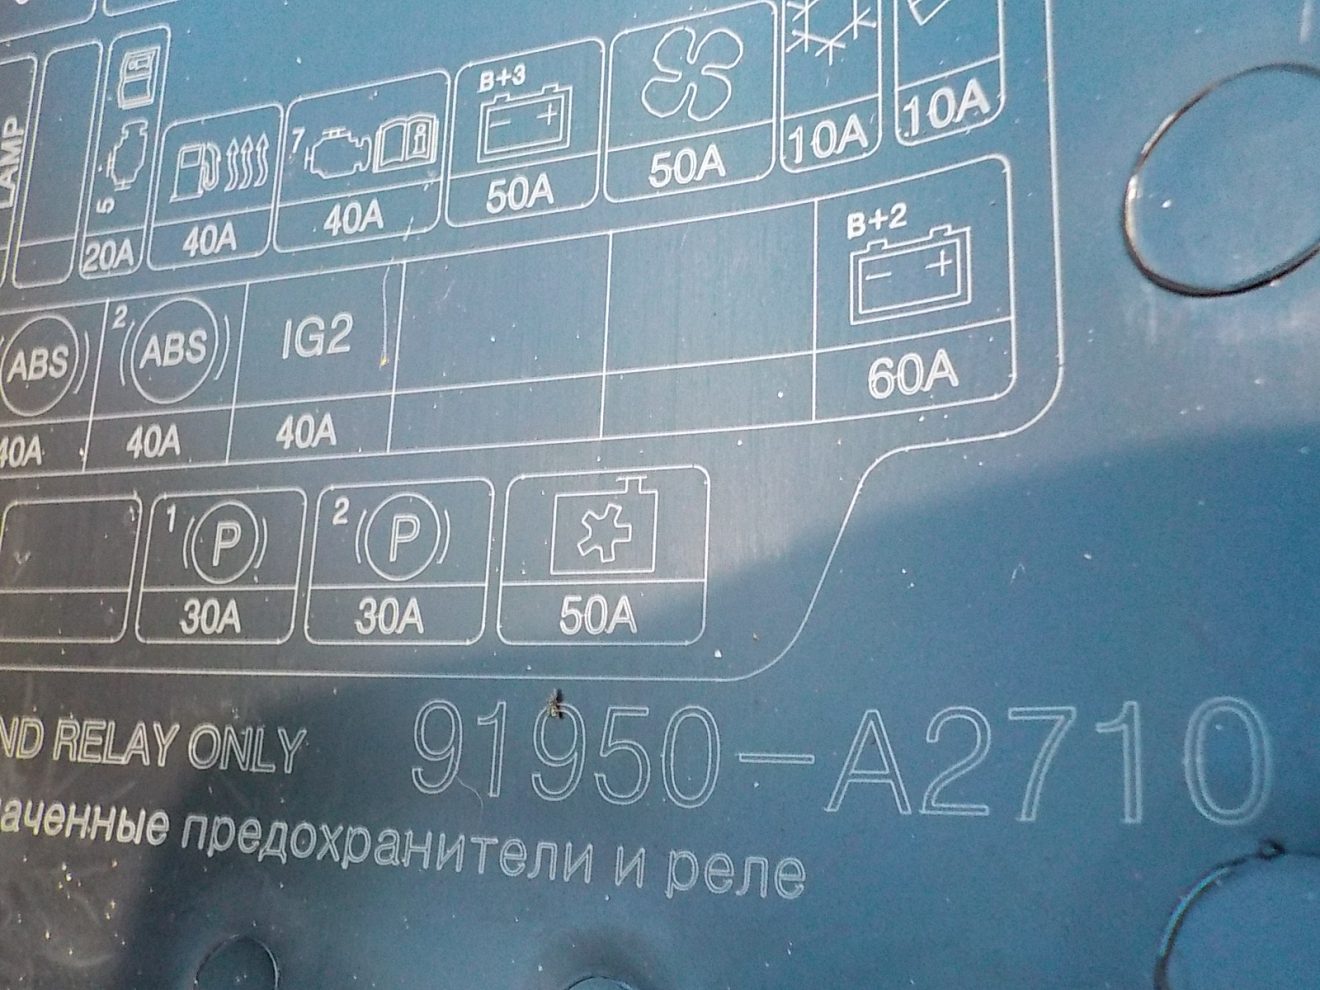 LAMP
5
20A
40A
7
40A
B+3
50A
50A
10A
10A
ABS
40A
2 ABS
40A
IG2
40A
B+2
60A
1 P
30A
2 P
30A
50A
ND RELAY ONLY
91950-A2710
аченные предохранители и реле